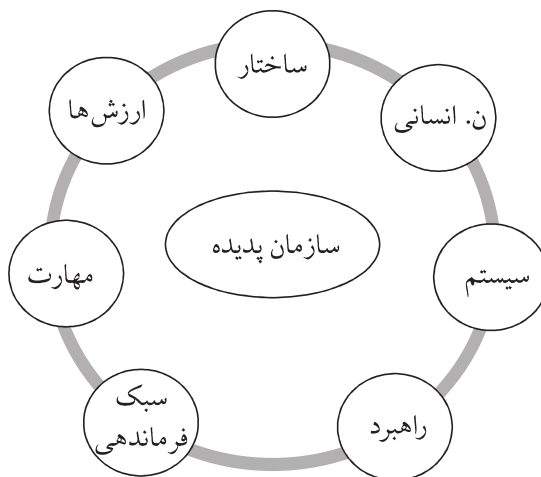 ساختار
ن. انسانی
ارزش‌ها
سازمان پدیده
سیستم
مهارت
راهبرد
سبک
فرماندهی